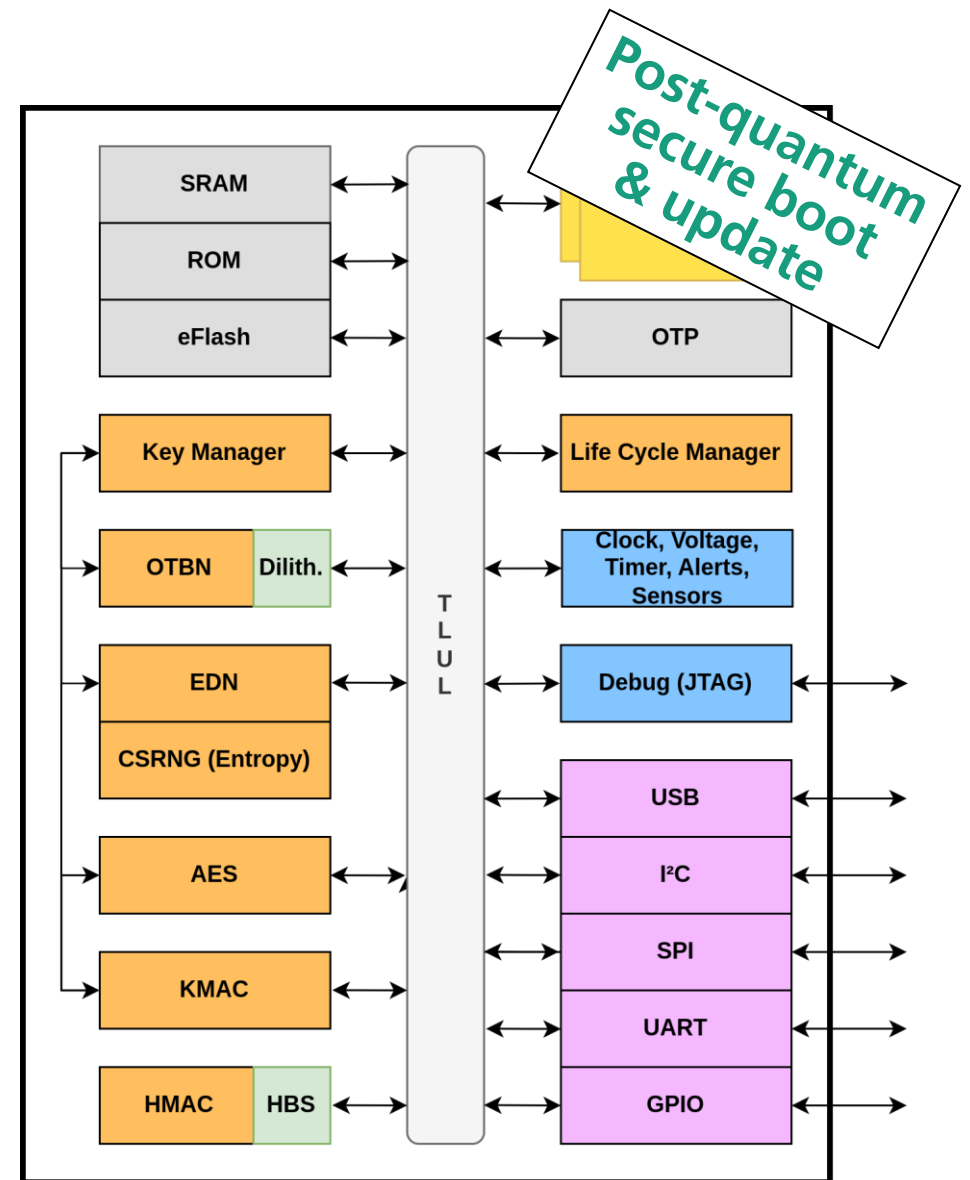 Post-quantum
secure boot
& update
SRAM
ROM
eFlash
OTP
Key Manager
Life Cycle Manager
OTBN
Dilith.
Clock, Voltage,
Timer, Alerts,
Sensors
T
L
U
L
EDN
Debug (JTAG)
CSRNG (Entropy)
USB
AES
I²C
SPI
KMAC
UART
HMAC
HBS
GPIO